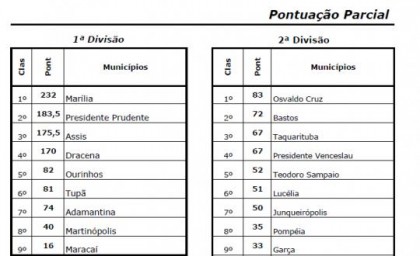 Pontuação Parcial
1ª Divisão
Clas Pont Municípios
1º 232 Marília
2º 183,5 Presidente Prudente
3º 175,5 Assis
4º 170 Dracena
5º 82 Ourinhos
6º 81 Tupã
7º 74 Adamantina
8º 40 Martinópolis
9º 16 Maracaí
2ª Divisão
Clas Pont Municípios
1º 83 Osvaldo Cruz
2º 72 Bastos
3º 67 Taquarituba
4º 67 Presidente Venceslau
5º 52 Teodoro Sampaio
6º 51 Lucélia
7º 50 Junqueirópolis
8º 35 Pompéia
9º 33 Garça